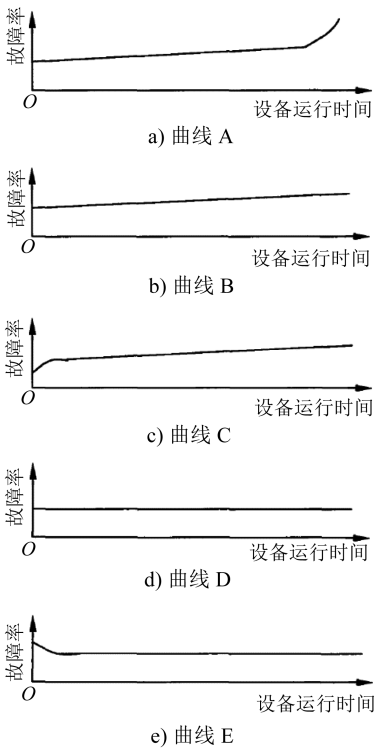 故障率
O
设备运行时间
a) 曲线 A
故障率
O
设备运行时间
b) 曲线 B
故障率
O
设备运行时间
c) 曲线 C
故障率
O
设备运行时间
d) 曲线 D
故障率
O
设备运行时间
e) 曲线 E